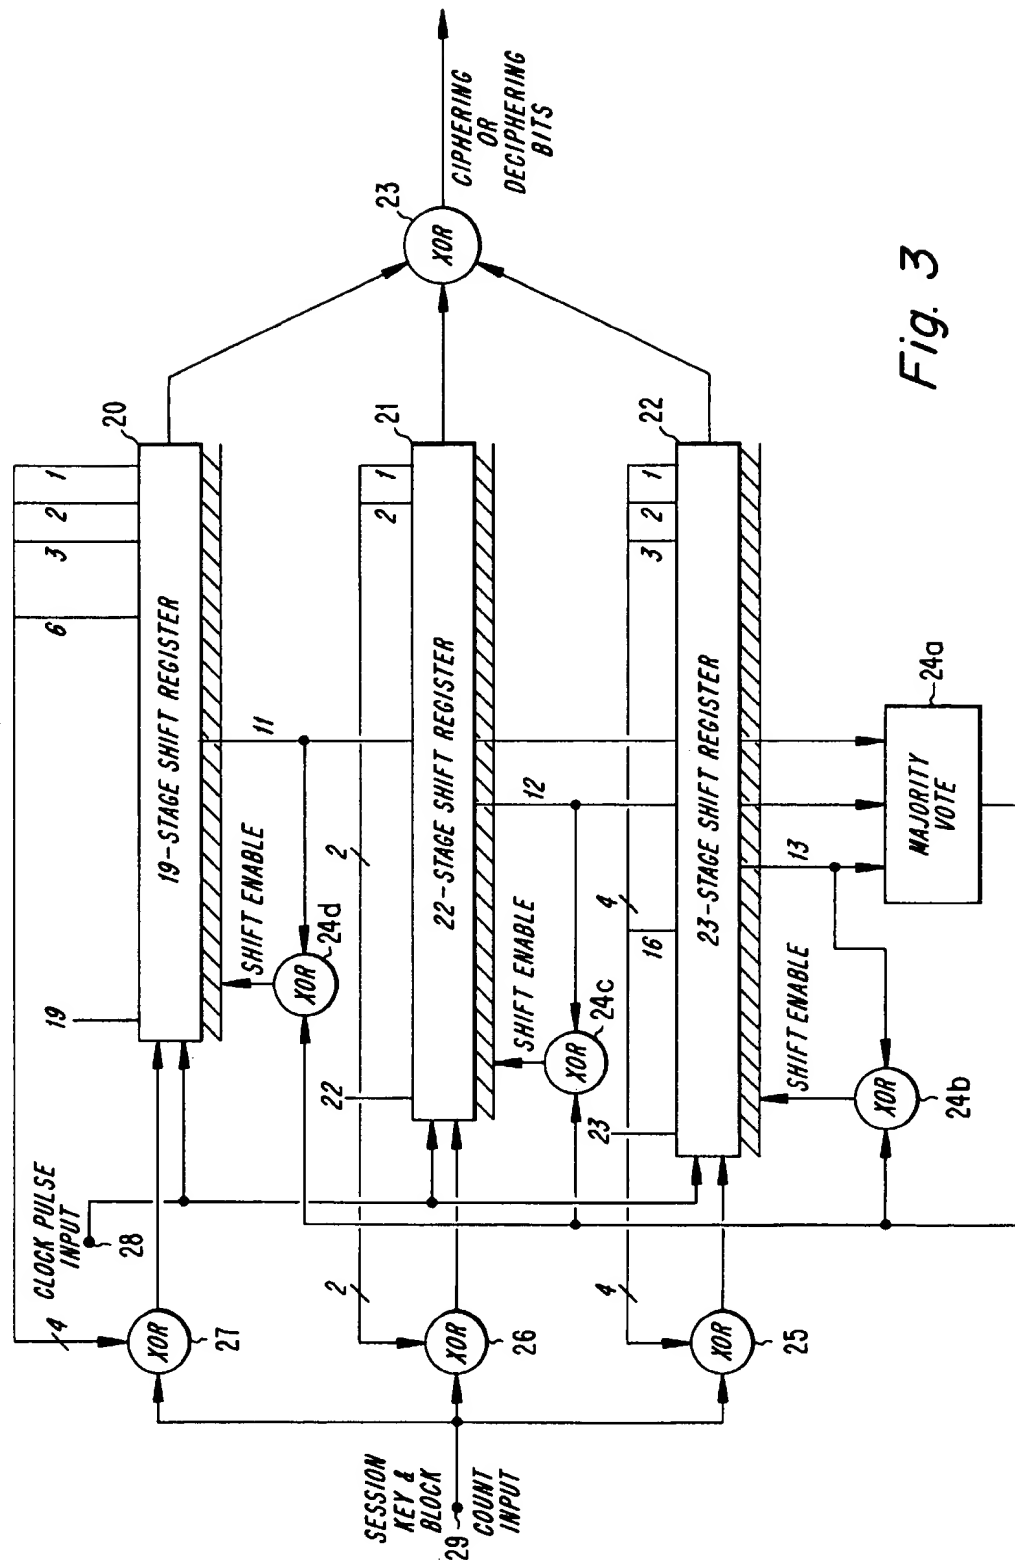 CLOCK PULSE
INPUT
28
4
XOR
27
19
19-STAGE SHIFT REGISTER
20
6
3
2
1
11
SHIFT ENABLE
XOR
24d
SESSION
KEY &
BLOCK
29
COUNT
INPUT
2
XOR
26
22
2
22-STAGE SHIFT REGISTER
21
2
1
12
SHIFT ENABLE
XOR
24c
XOR
23
CIPHERING
OR
DECIPHERING
BITS
4
XOR
25
23
16
4
23-STAGE SHIFT REGISTER
22
3
2
1
13
SHIFT ENABLE
XOR
24b
MAJORITY
VOTE
24a
Fig. 3